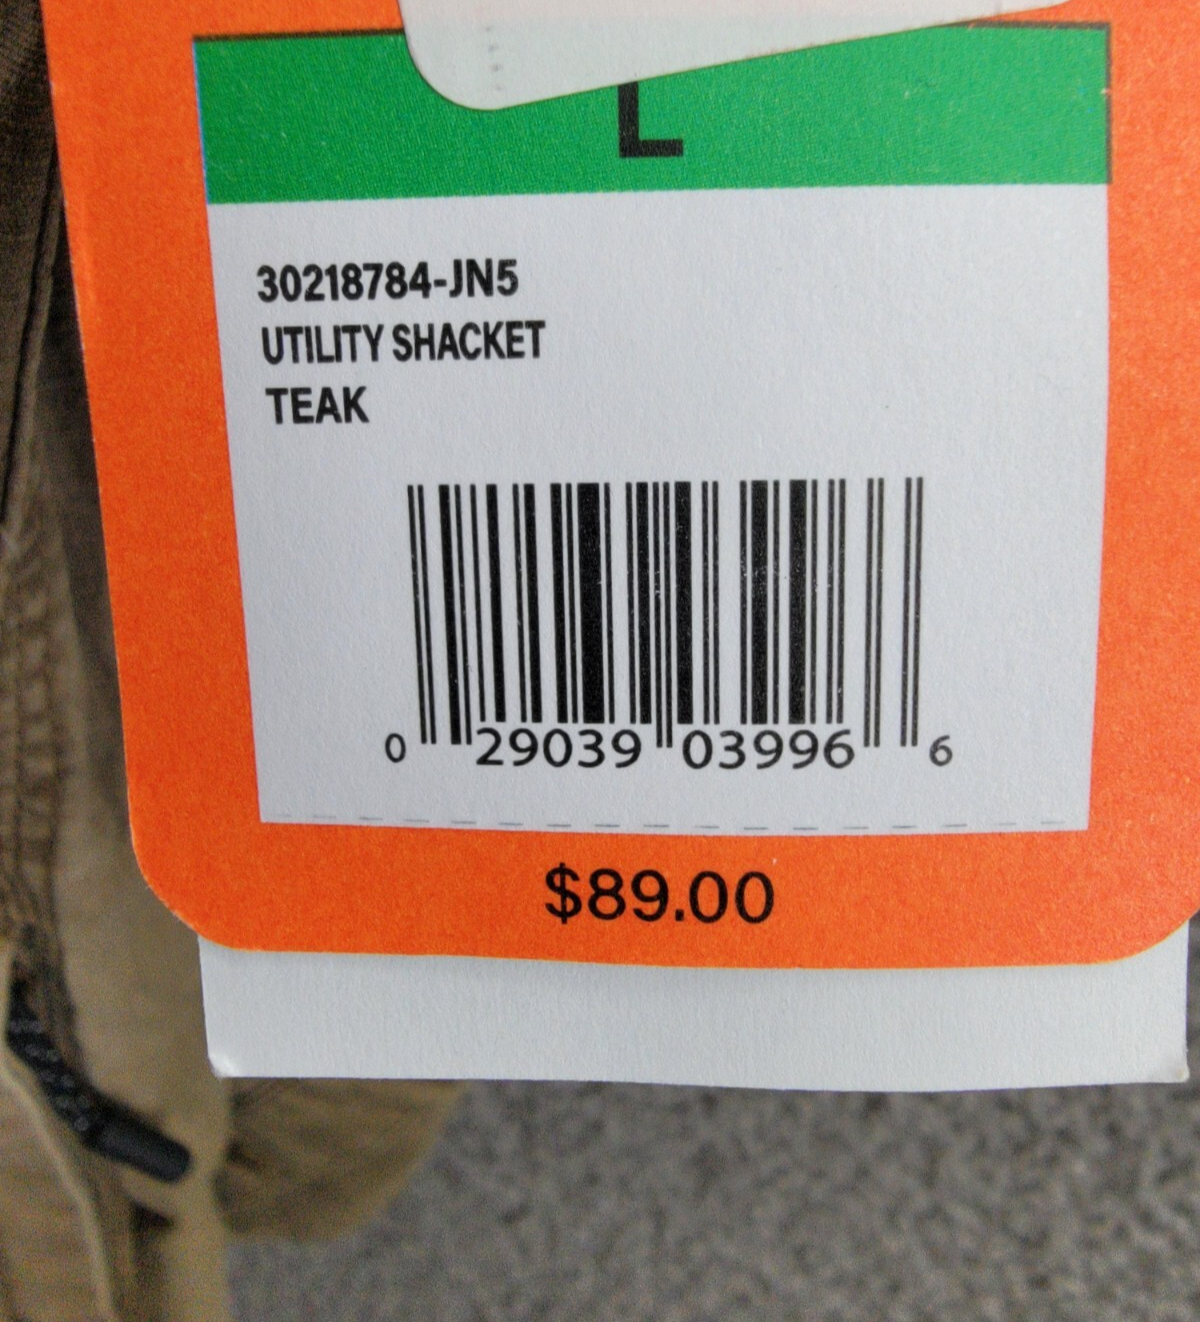 L
30218784-JN5
UTILITY SHACKET
TEAK
0 29039 03996 6
$89.00